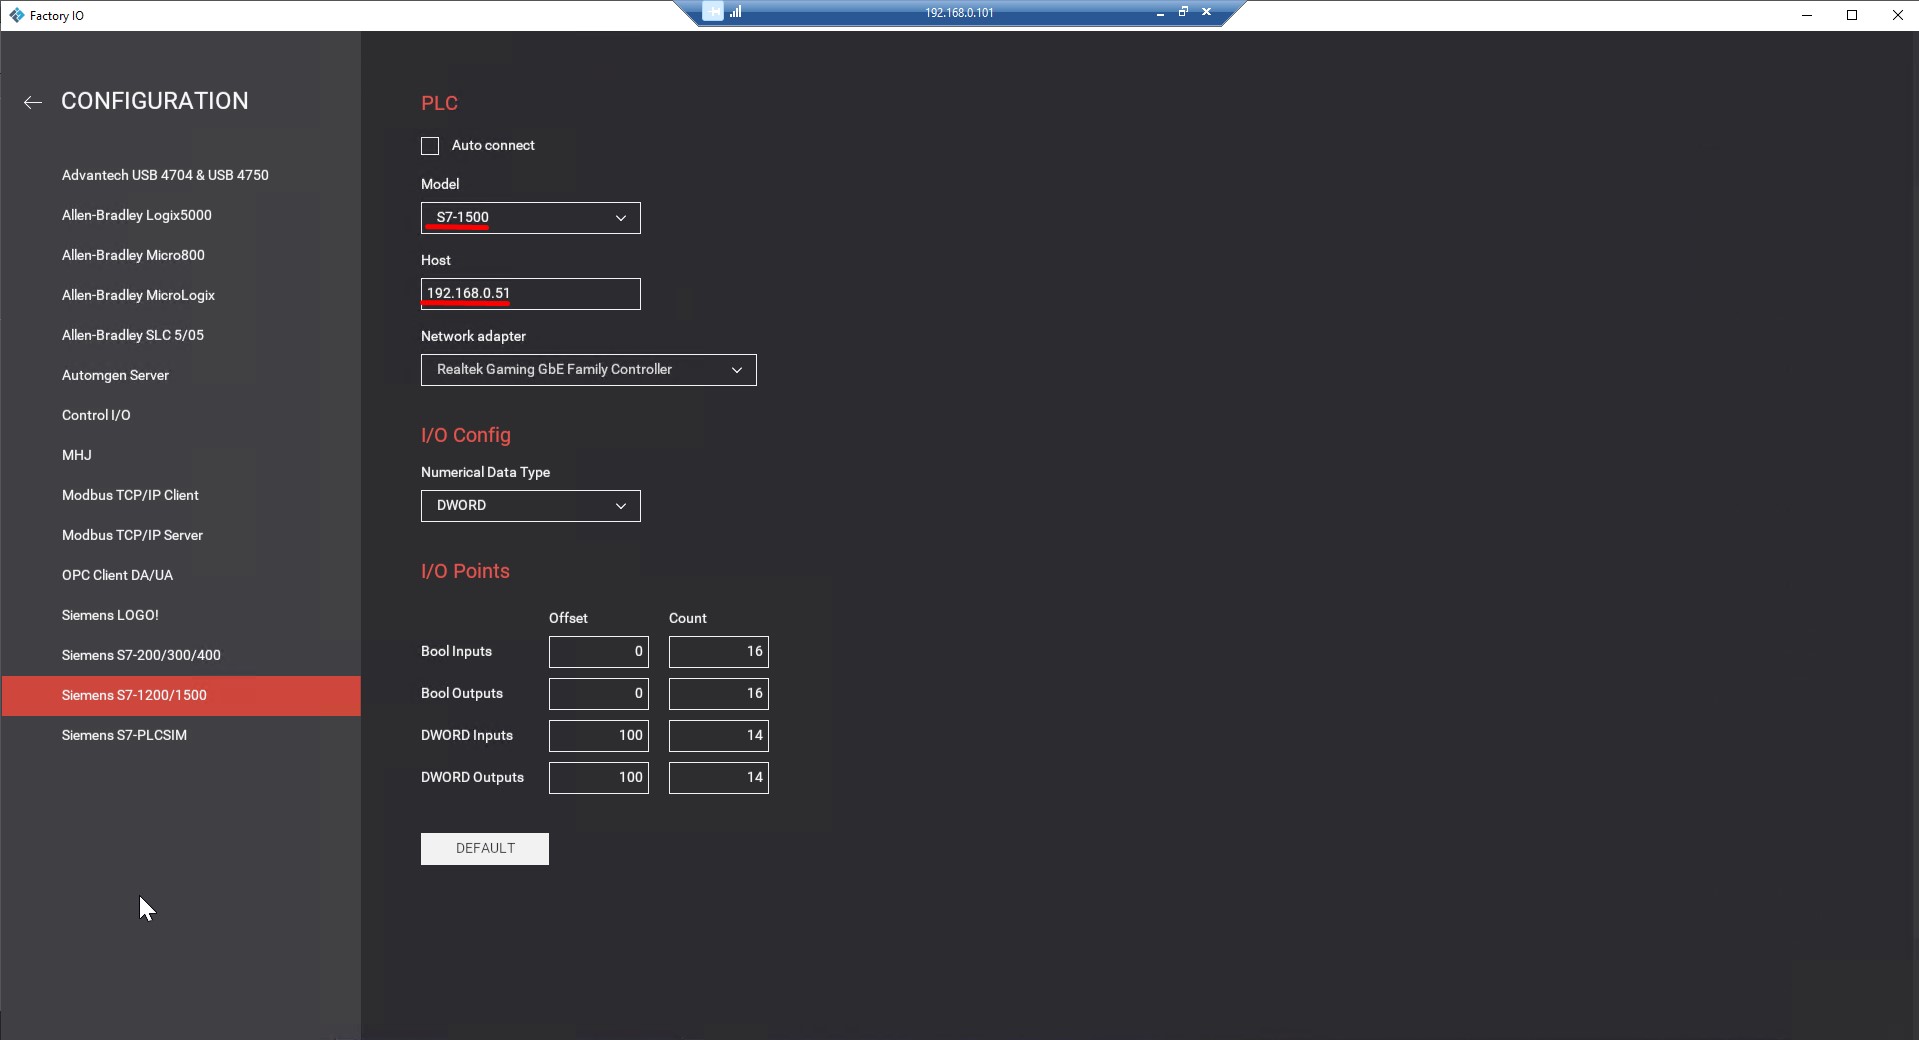 Factory IO
192.168.0.101
CONFIGURATION
Advantech USB 4704 & USB 4750
Allen-Bradley Logix5000
Allen-Bradley Micro800
Allen-Bradley MicroLogix
Allen-Bradley SLC 5/05
Automgen Server
Control I/O
MHJ
Modbus TCP/IP Client
Modbus TCP/IP Server
OPC Client DA/UA
Siemens LOGO!
Siemens S7-200/300/400
Siemens S7-1200/1500
Siemens S7-PLCSIM
PLC
Auto connect
Model
S7-1500
Host
192.168.0.51
Network adapter
Realtek Gaming GbE Family Controller
I/O Config
Numerical Data Type
DWORD
I/O Points
Offset Count
Bool Inputs 0 16
Bool Outputs 0 16
DWORD Inputs 100 14
DWORD Outputs 100 14
DEFAULT